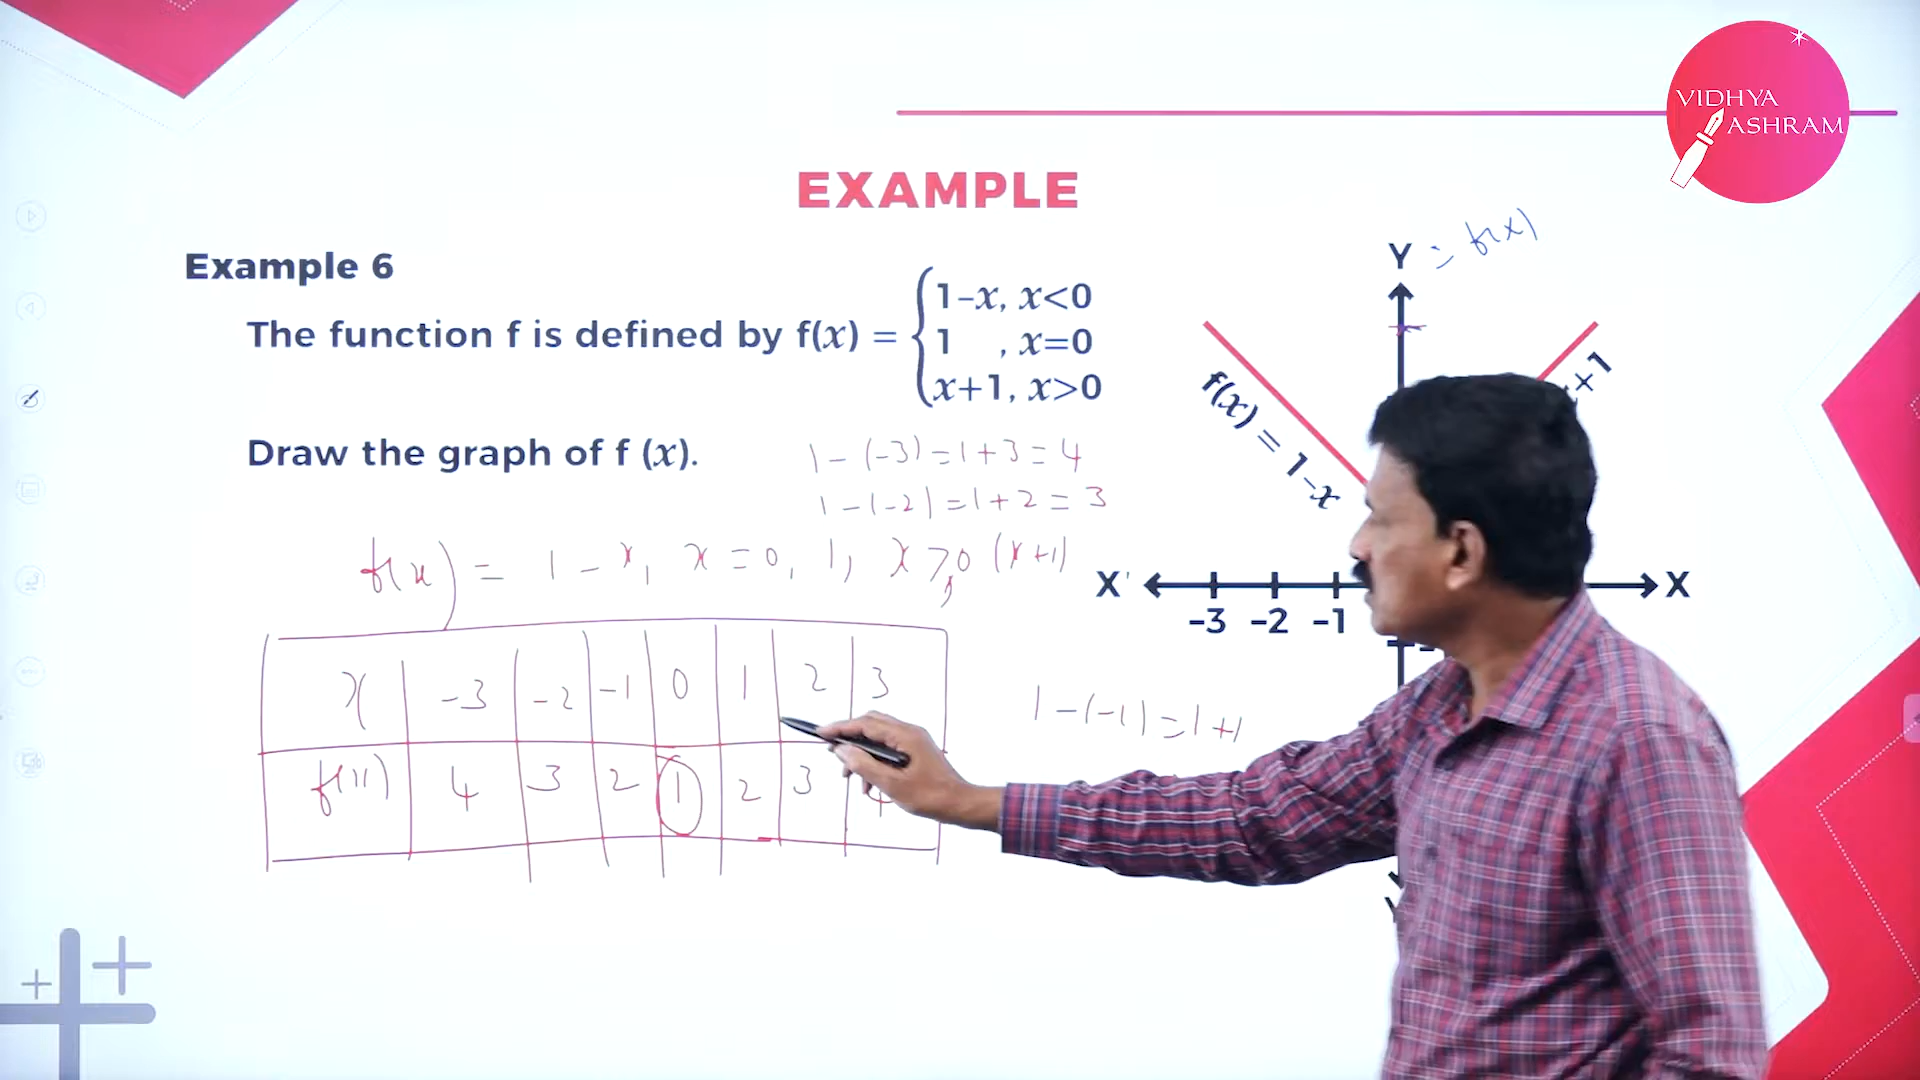 VIDHYA
ASHRAM
EXAMPLE
Example 6
The function f is defined by f(x) = { 1-x, x<0
1 , x=0
x+1, x>0
Draw the graph of f (x).
1 - (-3) = 1 + 3 = 4
1 - (-2) = 1 + 2 = 3
f(x) = 1 - x, x = 0, 1, x > 0 (x+1)
x -3 -2 -1 0 1 2 3
f(x) 4 3 2 1 2 3 4
1 - (-1) = 1 + 1
Y = f(x)
f(x) = 1-x
x+1
X' X
-3 -2 -1